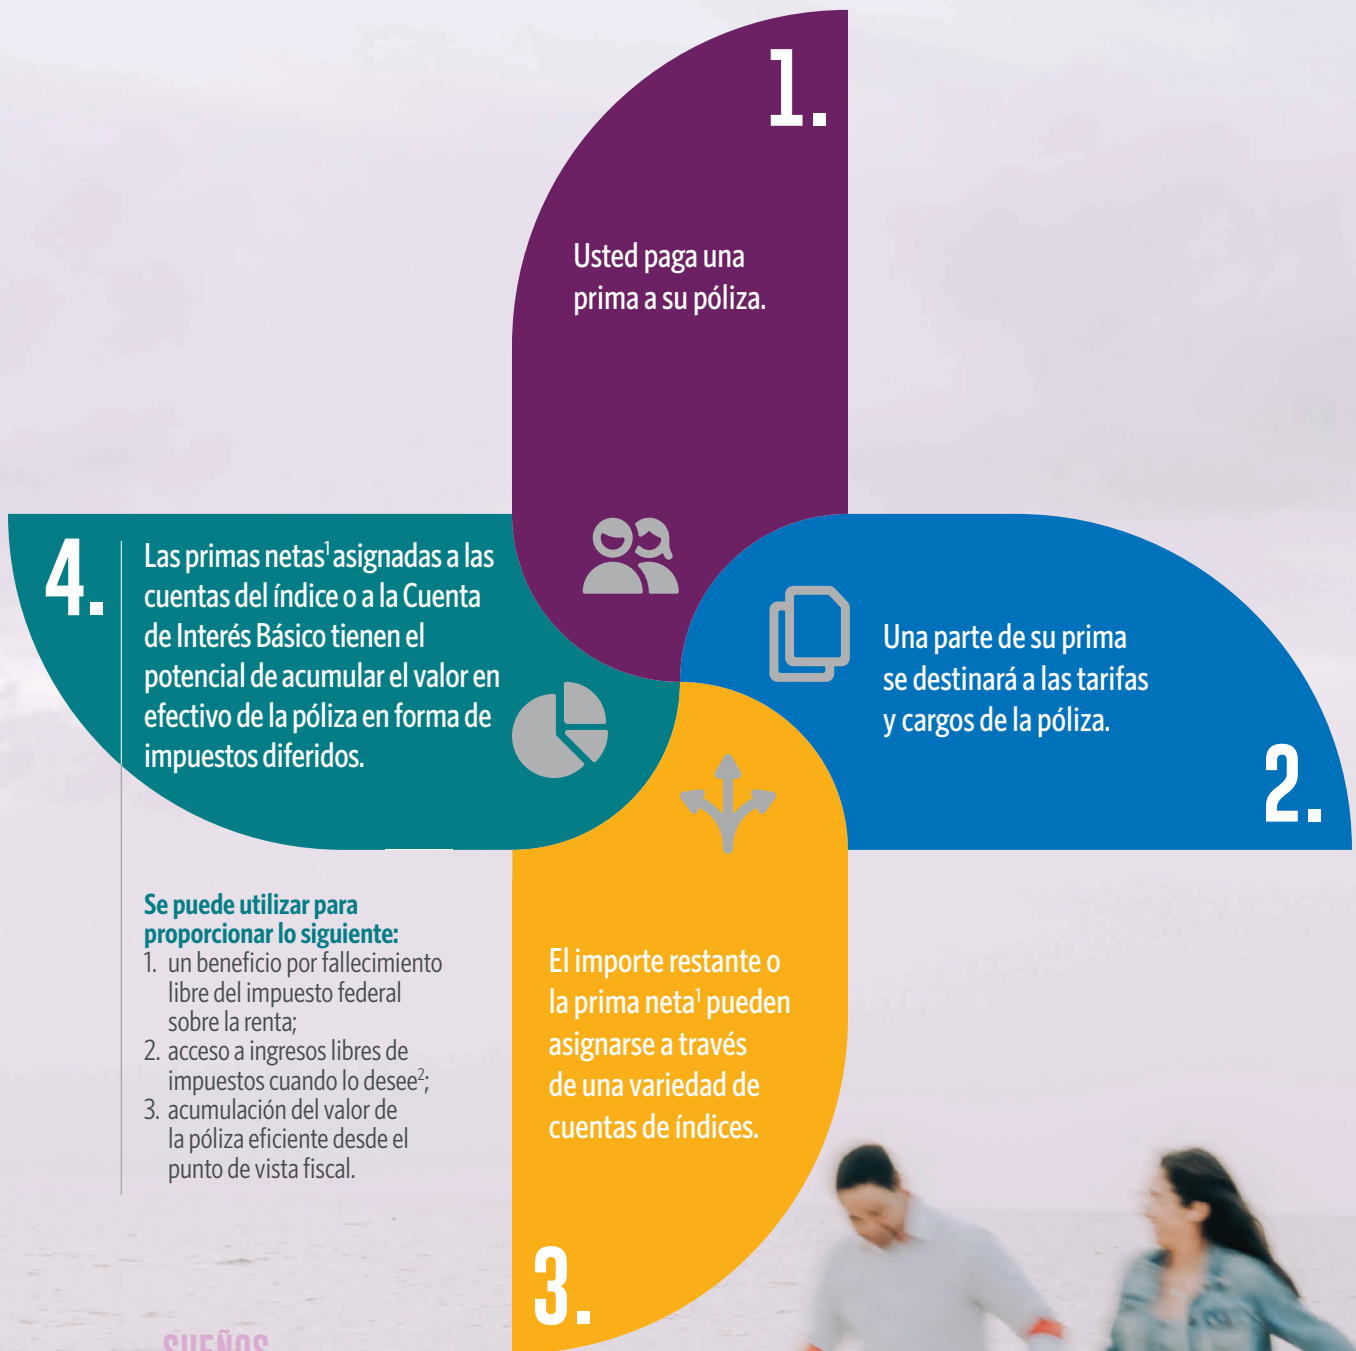 1.
Usted paga una
prima a su póliza.
2.
Una parte de su prima
se destinará a las tarifas
y cargos de la póliza.
3.
El importe restante o
la prima neta¹ pueden
asignarse a través
de una variedad de
cuentas de índices.
4.
Las primas netas¹ asignadas a las
cuentas del índice o a la Cuenta
de Interés Básico tienen el
potencial de acumular el valor en
efectivo de la póliza en forma de
impuestos diferidos.
Se puede utilizar para
proporcionar lo siguiente:
1. un beneficio por fallecimiento
libre del impuesto federal
sobre la renta;
2. acceso a ingresos libres de
impuestos cuando lo desee²;
3. acumulación del valor de
la póliza eficiente desde el
punto de vista fiscal.
SUEÑOS